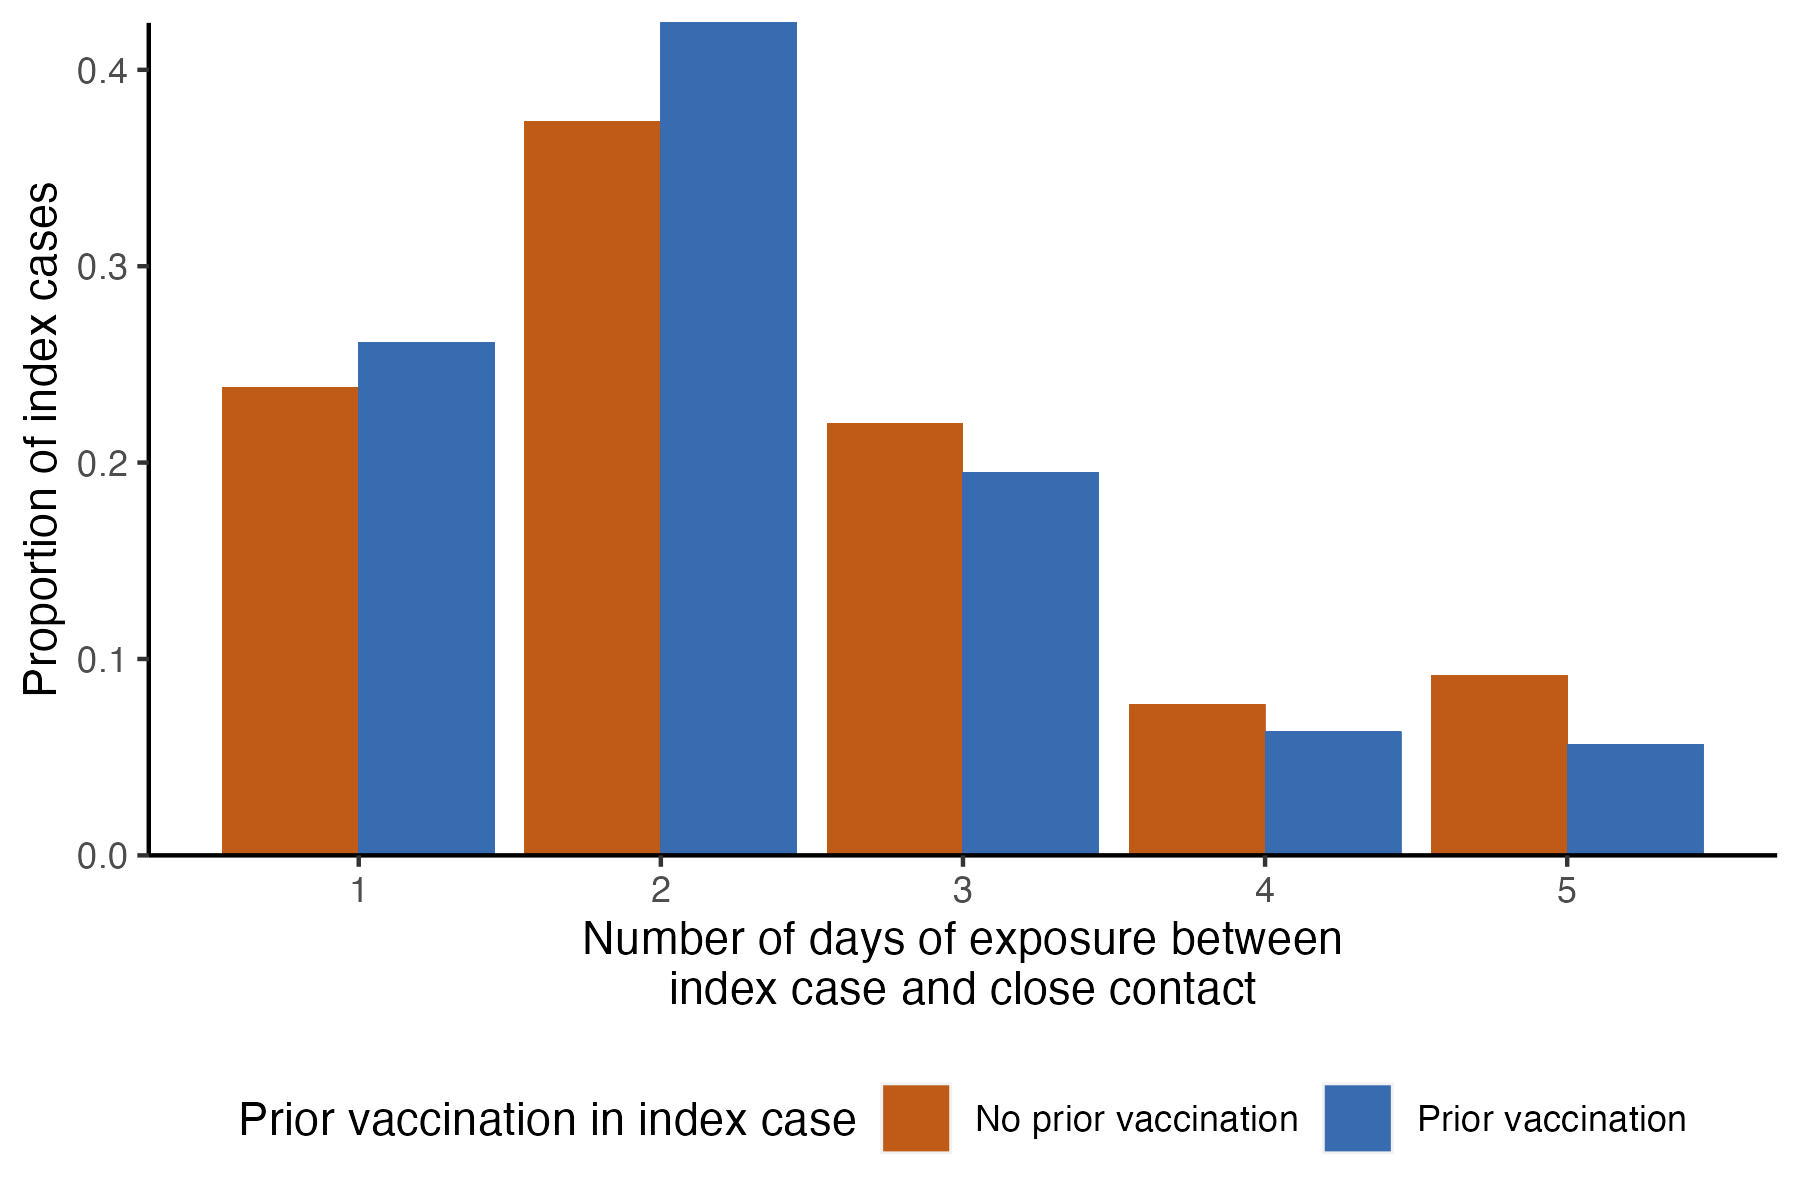 Proportion of index cases
0.4
0.3
0.2
0.1
0.0
1 2 3 4 5
Number of days of exposure between
index case and close contact
Prior vaccination in index case No prior vaccination Prior vaccination